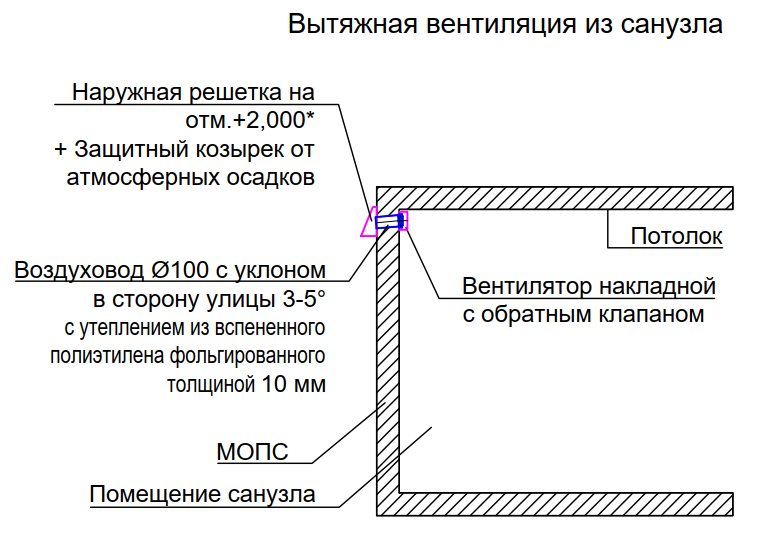 Вытяжная вентиляция из санузла
Наружная решетка на
отм.+2,000*
+ Защитный козырек от
атмосферных осадков
Потолок
Воздуховод Ø100 с уклоном
в сторону улицы 3-5°
с утеплением из вспененного
полиэтилена фольгированного
толщиной 10 мм
Вентилятор накладной
с обратным клапаном
МОПС
Помещение санузла